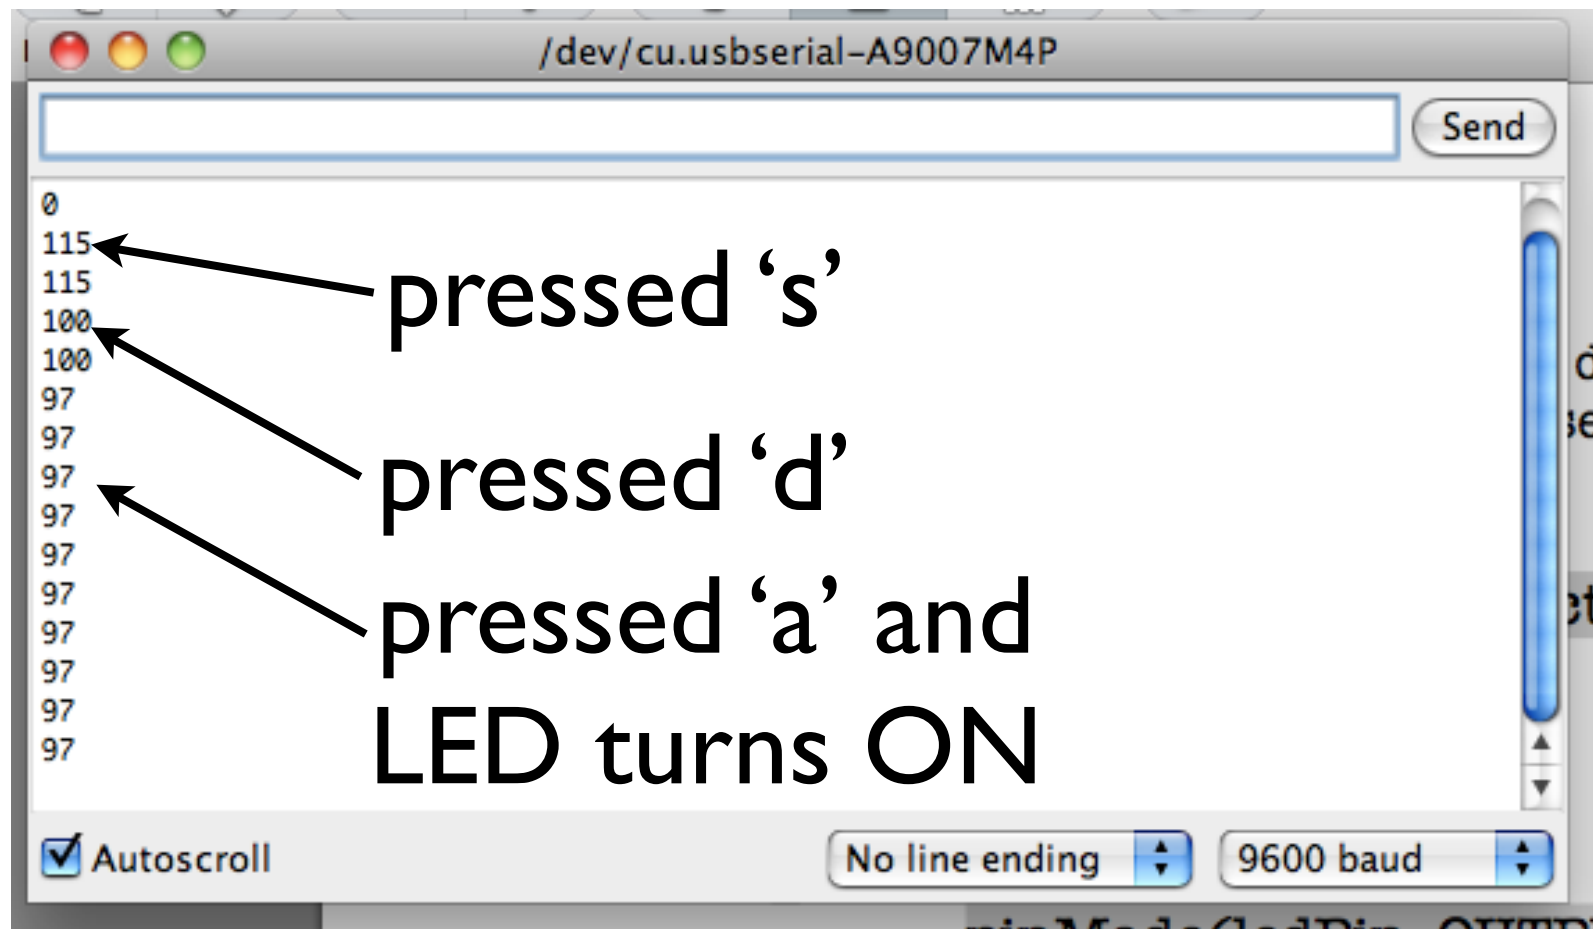 /dev/cu.usbserial-A9007M4P
Send
0
115
115
100
100
97
97
97
97
97
97
97
97
97
97
pressed ‘s’
pressed ‘d’
pressed ‘a’ and
LED turns ON
Autoscroll
No line ending
9600 baud